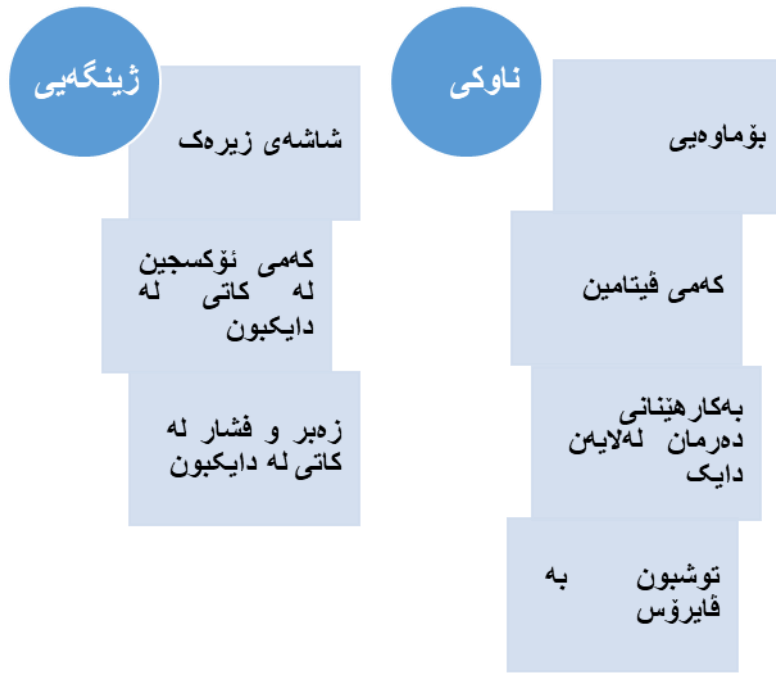 ناوکی
بۆماوەیی
کەمی ڤیتامین
بەکارهێنانی
دەرمان لەلایەن
دایک
توشبون بە
ڤایرۆس
ژینگەیی
شاشەی زیرەک
کەمی ئۆکسجین
لە کاتی لە
دایکبون
زەبر و فشار لە
کاتی لە دایکبون